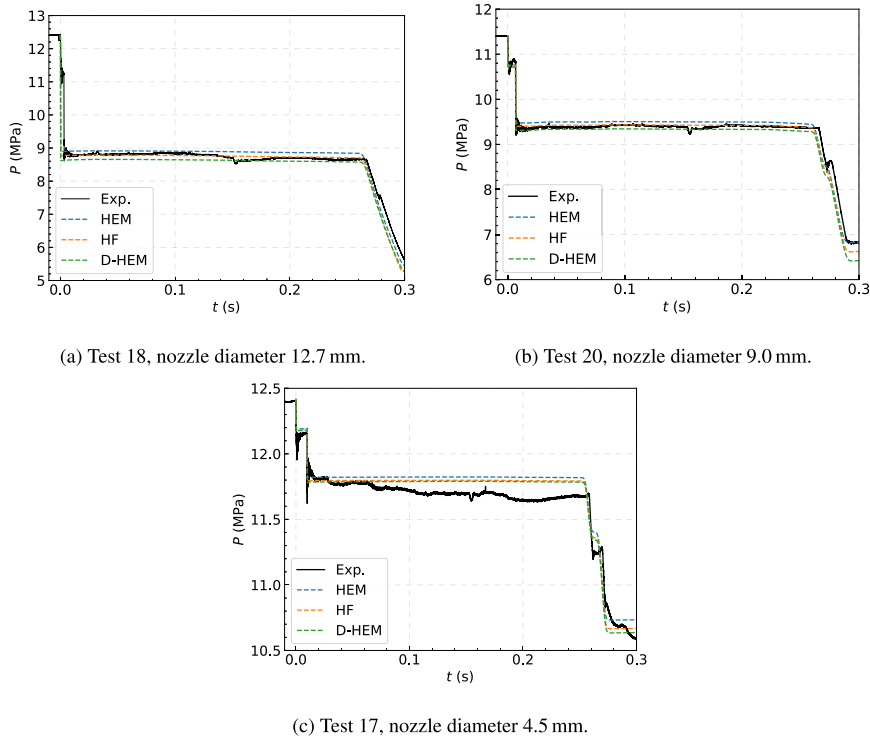 13
12
11
10
9
8
7
6
5
P (MPa)
Exp.
HEM
HF
D-HEM
0.0 0.1 0.2 0.3
t (s)
(a) Test 18, nozzle diameter 12.7 mm.
12
11
10
9
8
7
6
P (MPa)
Exp.
HEM
HF
D-HEM
0.0 0.1 0.2 0.3
t (s)
(b) Test 20, nozzle diameter 9.0 mm.
12.5
12.0
11.5
11.0
10.5
P (MPa)
Exp.
HEM
HF
D-HEM
0.0 0.1 0.2 0.3
t (s)
(c) Test 17, nozzle diameter 4.5 mm.